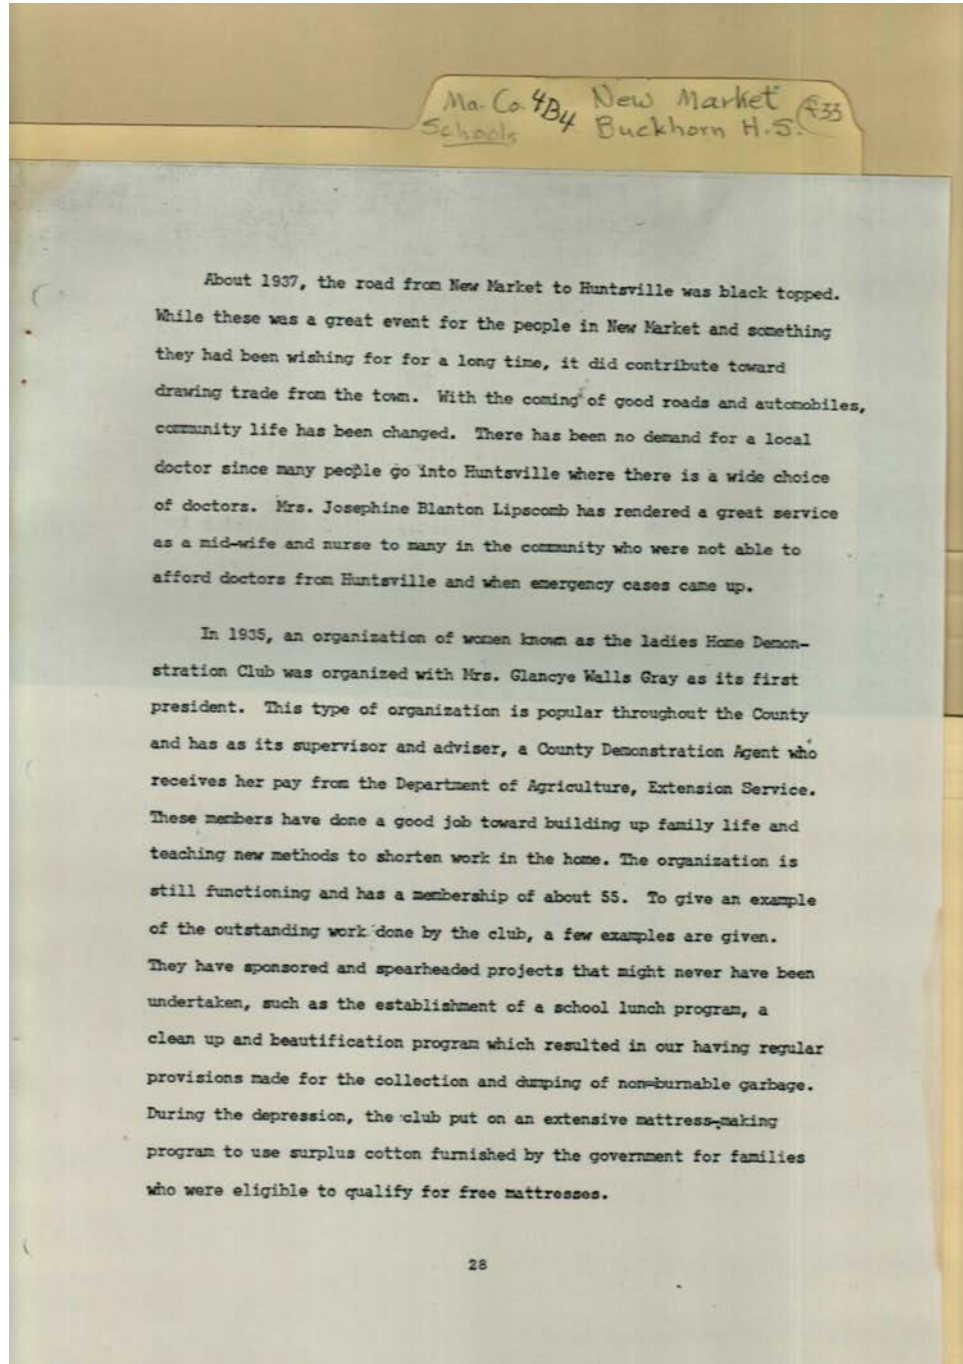 Ma. Co. 4B4 New Market £33
Schools Buckhorn H.S.
About 1937, the road from New Market to Huntsville was black topped.
While these was a great event for the people in New Market and something
they had been wishing for for a long time, it did contribute toward
drawing trade from the town. With the coming of good roads and automobiles,
community life has been changed. There has been no demand for a local
doctor since many people go into Huntsville where there is a wide choice
of doctors. Mrs. Josephine Blanton Lipscomb has rendered a great service
as a mid-wife and nurse to many in the community who were not able to
afford doctors from Huntsville and when emergency cases came up.
In 1935, an organization of women known as the ladies Home Demon-
stration Club was organized with Mrs. Glancye Walls Gray as its first
president. This type of organization is popular throughout the County
and has as its supervisor and adviser, a County Demonstration Agent who
receives her pay from the Department of Agriculture, Extension Service.
These members have done a good job toward building up family life and
teaching new methods to shorten work in the home. The organization is
still functioning and has a membership of about 55. To give an example
of the outstanding work done by the club, a few examples are given.
They have sponsored and spearheaded projects that might never have been
undertaken, such as the establishment of a school lunch program, a
clean up and beautification program which resulted in our having regular
provisions made for the collection and dumping of non-burnable garbage.
During the depression, the club put on an extensive mattress-making
program to use surplus cotton furnished by the government for families
who were eligible to qualify for free mattresses.
28